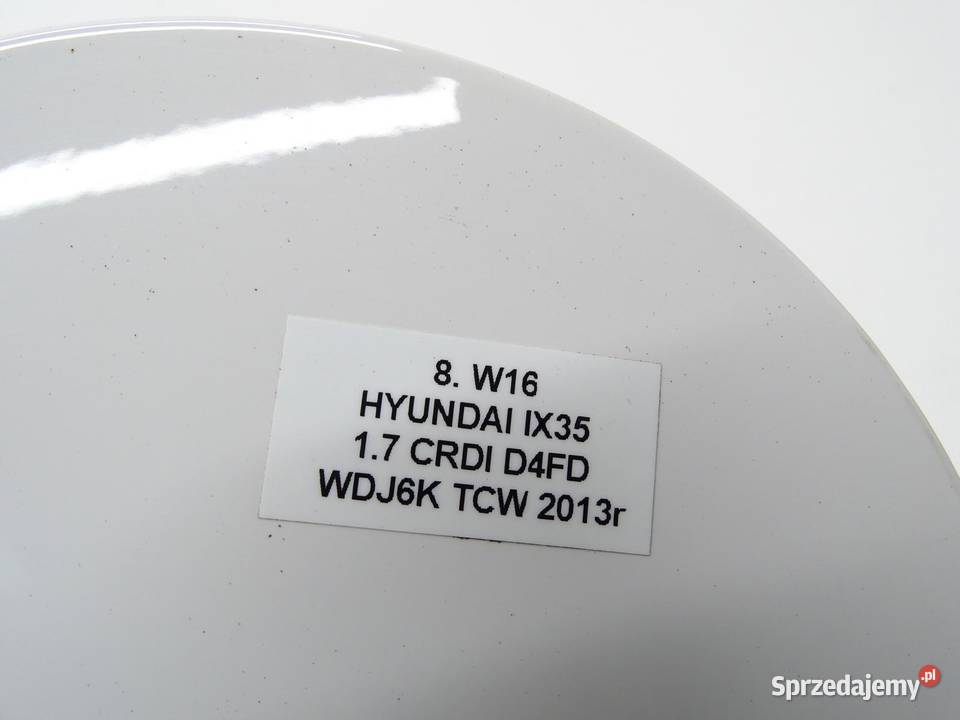 8. W16
HYUNDAI IX35
1.7 CRDI D4FD
WDJ6K TCW 2013r
Sprzedajemy.pl